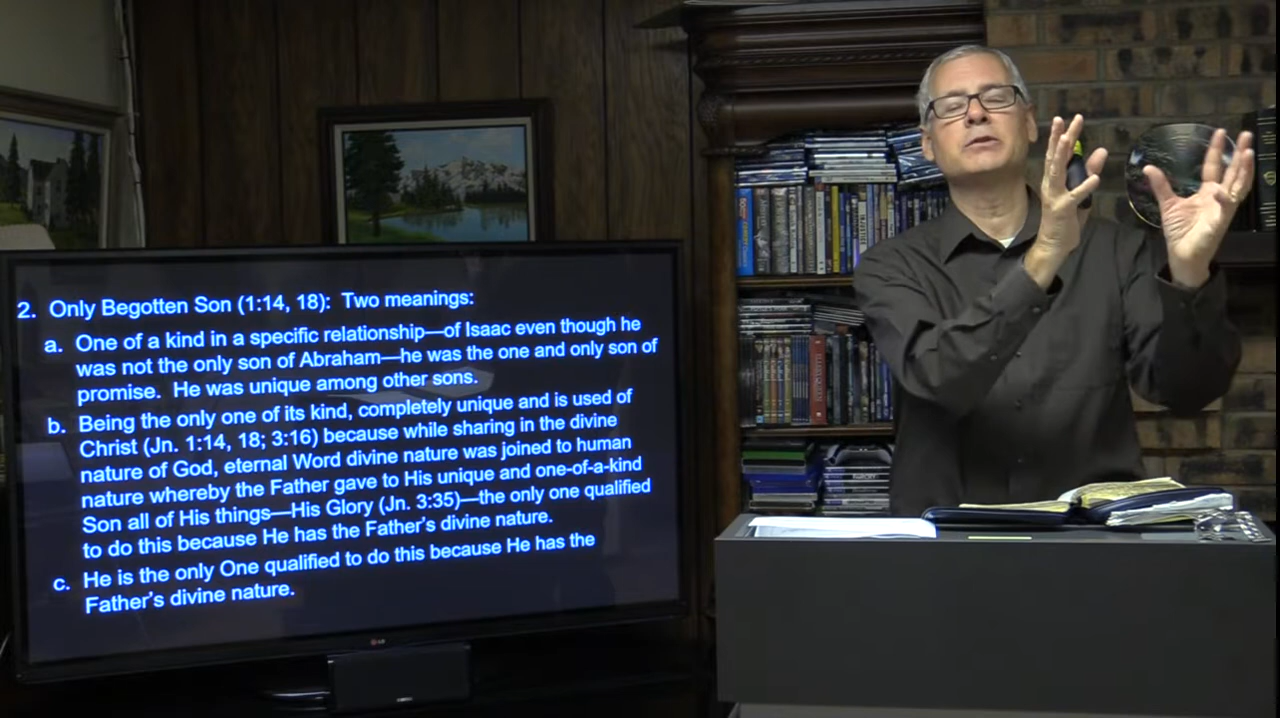 2. Only Begotten Son (1:14, 18): Two meanings:
a. One of a kind in a specific relationship—of Isaac even though he
was not the only son of Abraham—he was the one and only son of
promise. He was unique among other sons.
b. Being the only one of its kind, completely unique and is used of
Christ (Jn. 1:14, 18; 3:16) because while sharing in the divine
nature of God, eternal Word divine nature was joined to human
nature whereby the Father gave to His unique and one-of-a-kind
Son all of His things—His Glory (Jn. 3:35)—the only one qualified
to do this because He has the Father's divine nature.
c. He is the only One qualified to do this because He has the
Father's divine nature.
LG